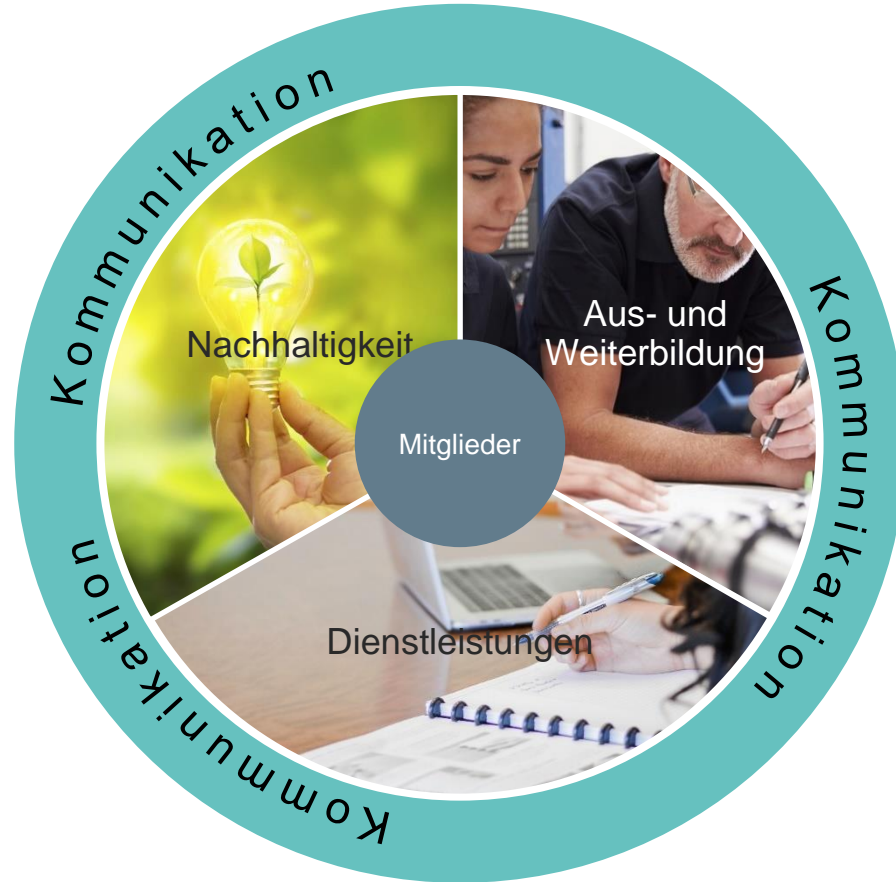 Kommunikation
Kommunikation
Kommunikation
Nachhaltigkeit
Aus- und
Weiterbildung
Mitglieder
Dienstleistungen